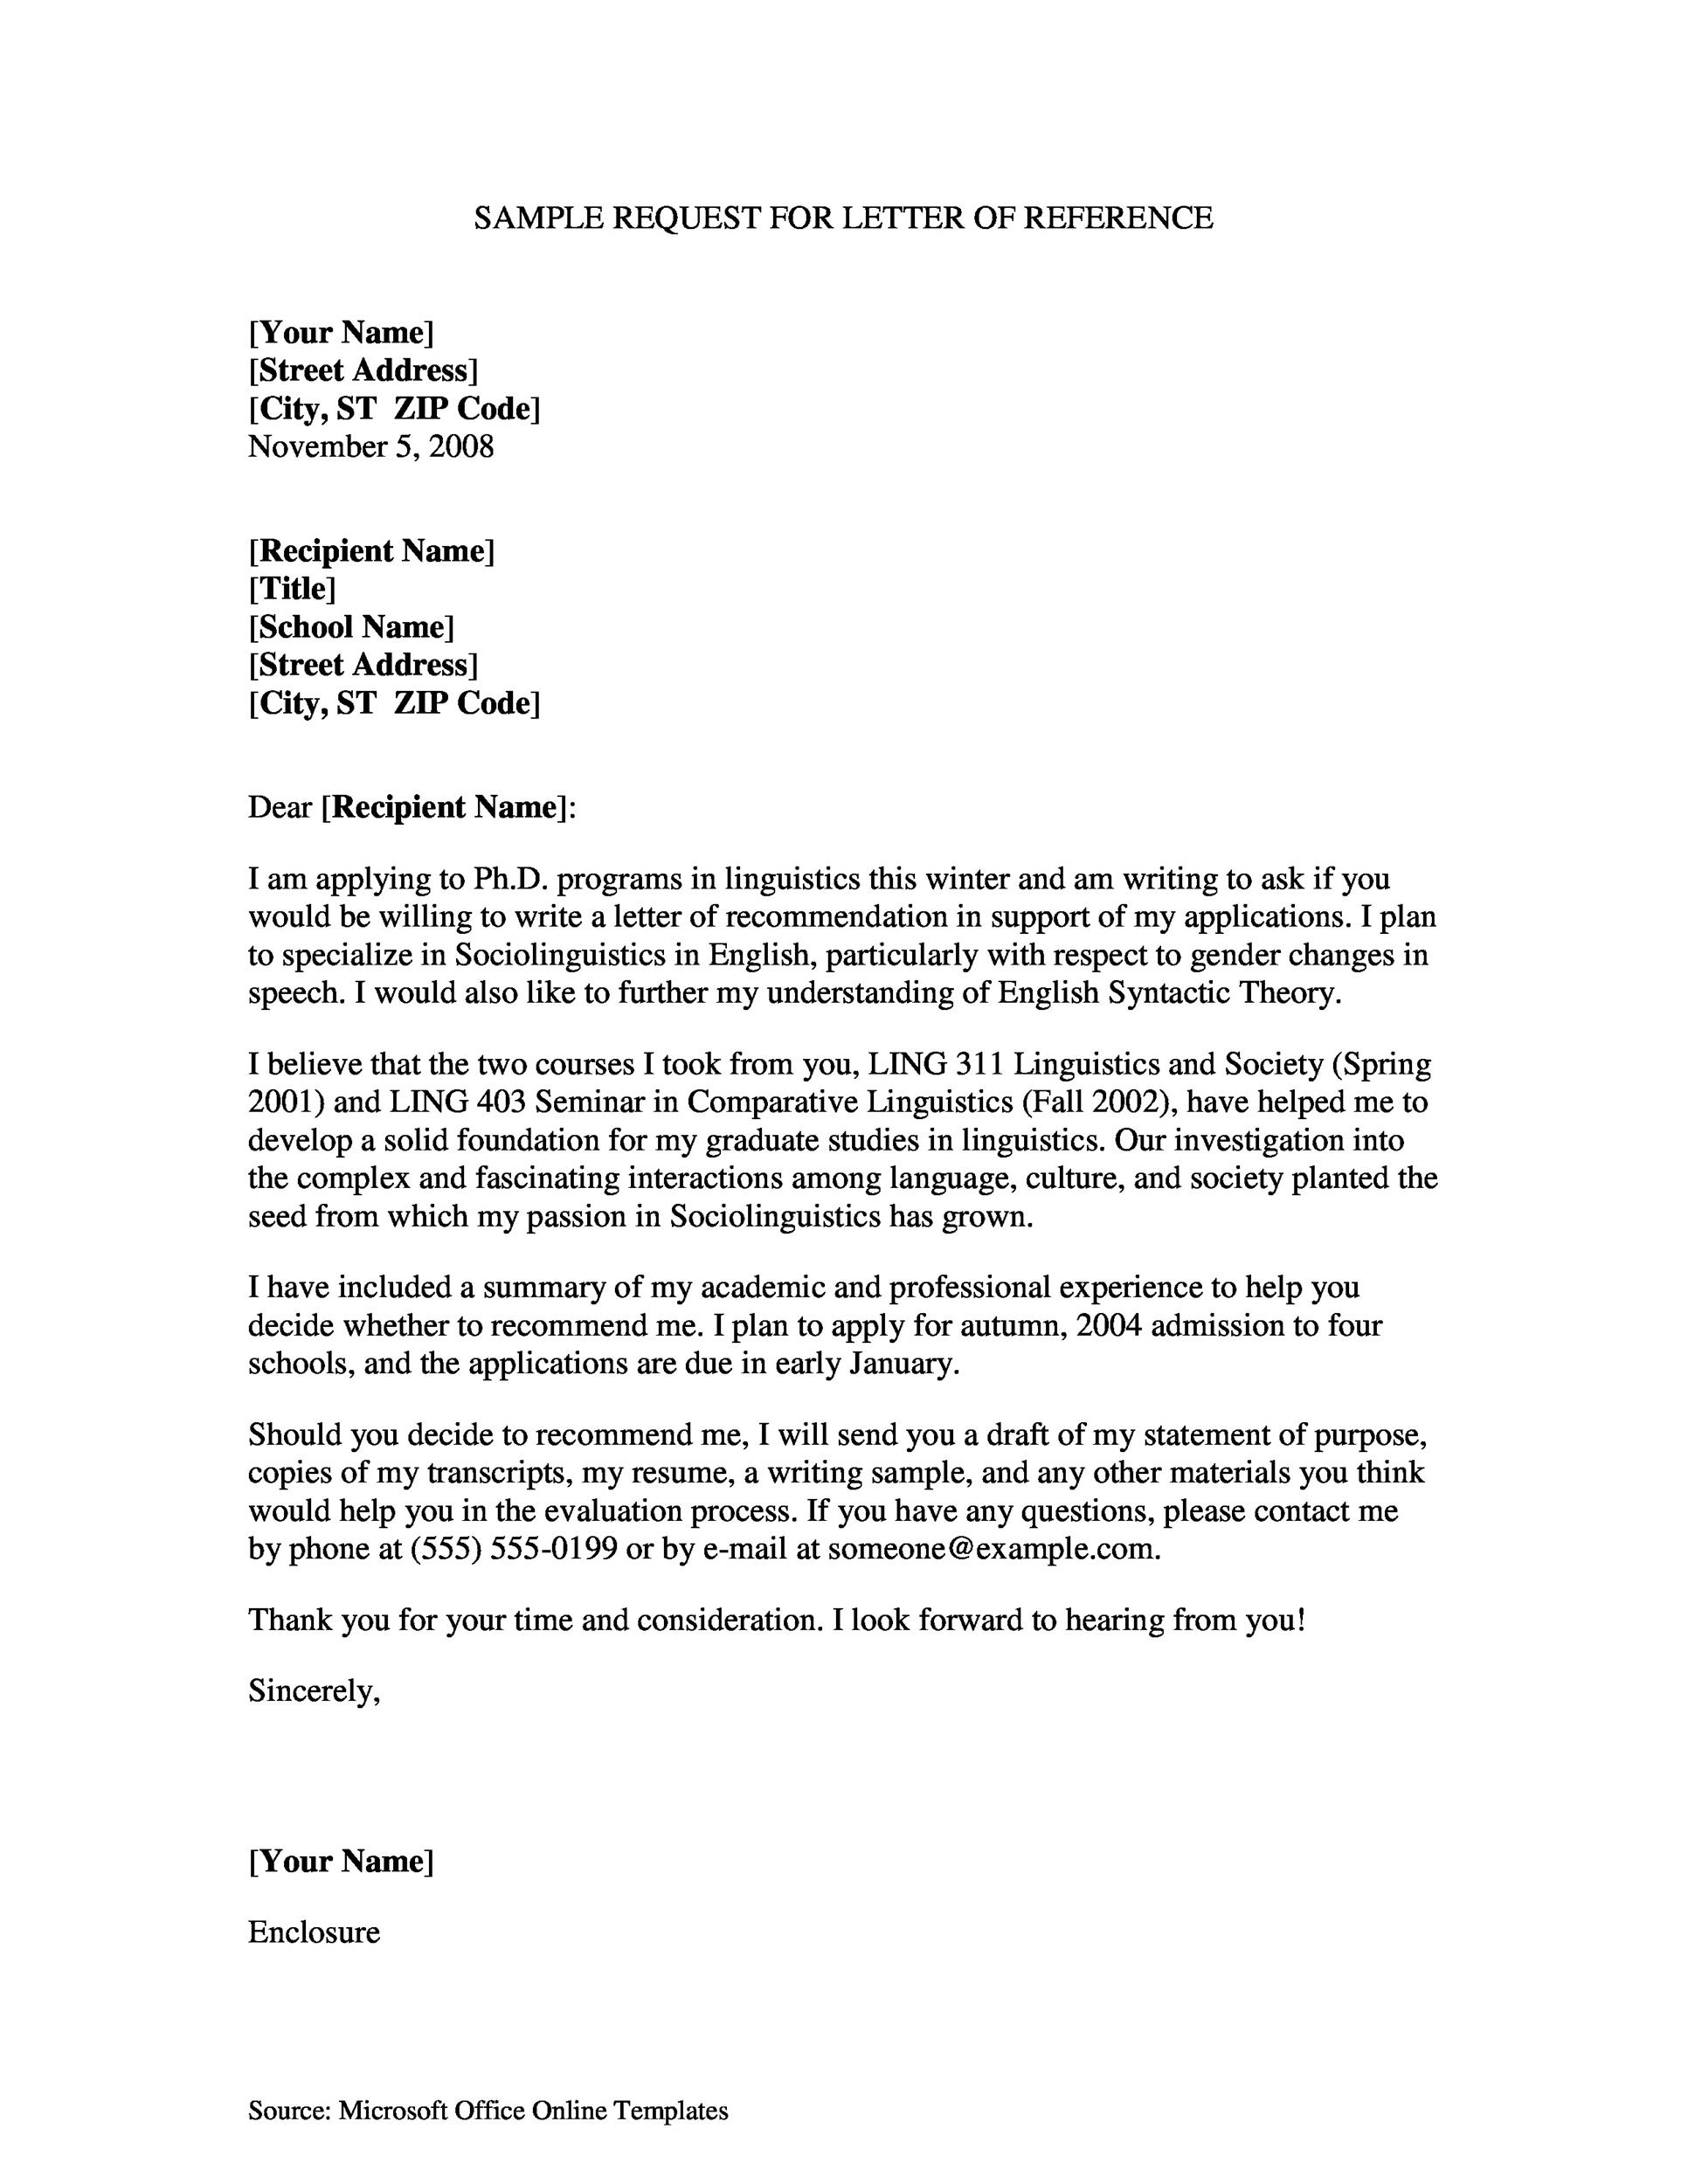 SAMPLE REQUEST FOR LETTER OF REFERENCE
[Your Name]
[Street Address]
[City, ST  ZIP Code]
November 5, 2008
[Recipient Name]
[Title]
[School Name]
[Street Address]
[City, ST  ZIP Code]
Dear [Recipient Name]:
I am applying to Ph.D. programs in linguistics this winter and am writing to ask if you
would be willing to write a letter of recommendation in support of my applications. I plan
to specialize in Sociolinguistics in English, particularly with respect to gender changes in
speech. I would also like to further my understanding of English Syntactic Theory.
I believe that the two courses I took from you, LING 311 Linguistics and Society (Spring
2001) and LING 403 Seminar in Comparative Linguistics (Fall 2002), have helped me to
develop a solid foundation for my graduate studies in linguistics. Our investigation into
the complex and fascinating interactions among language, culture, and society planted the
seed from which my passion in Sociolinguistics has grown.
I have included a summary of my academic and professional experience to help you
decide whether to recommend me. I plan to apply for autumn, 2004 admission to four
schools, and the applications are due in early January.
Should you decide to recommend me, I will send you a draft of my statement of purpose,
copies of my transcripts, my resume, a writing sample, and any other materials you think
would help you in the evaluation process. If you have any questions, please contact me
by phone at (555) 555-0199 or by e-mail at someone@example.com.
Thank you for your time and consideration. I look forward to hearing from you!
Sincerely,
[Your Name]
Enclosure
Source: Microsoft Office Online Templates